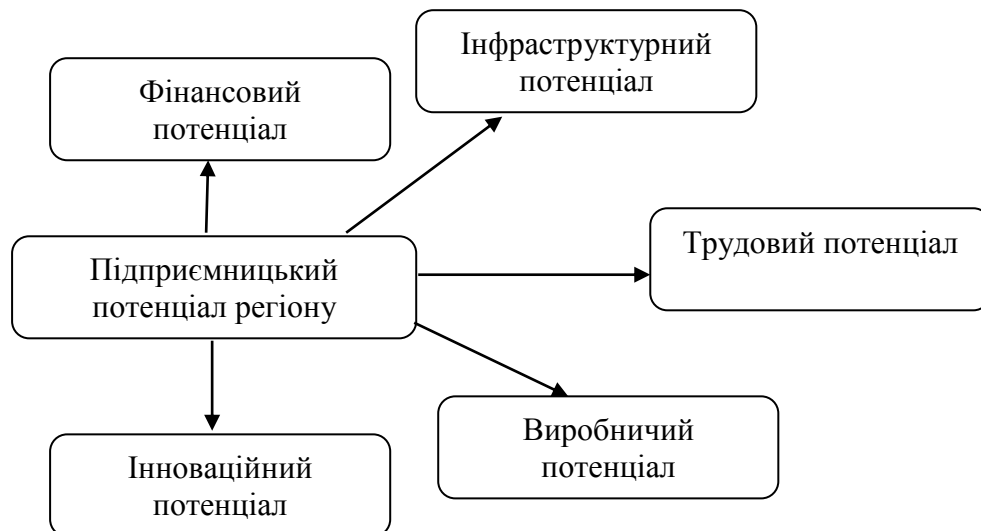 Інфраструктурний
потенціал
Фінансовий
потенціал
Трудовий потенціал
Підприємницький
потенціал регіону
Виробничий
потенціал
Інноваційний
потенціал